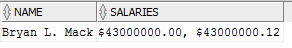 NAME SALARIES
Bryan L. Mack $43000000.00, $43000000.12